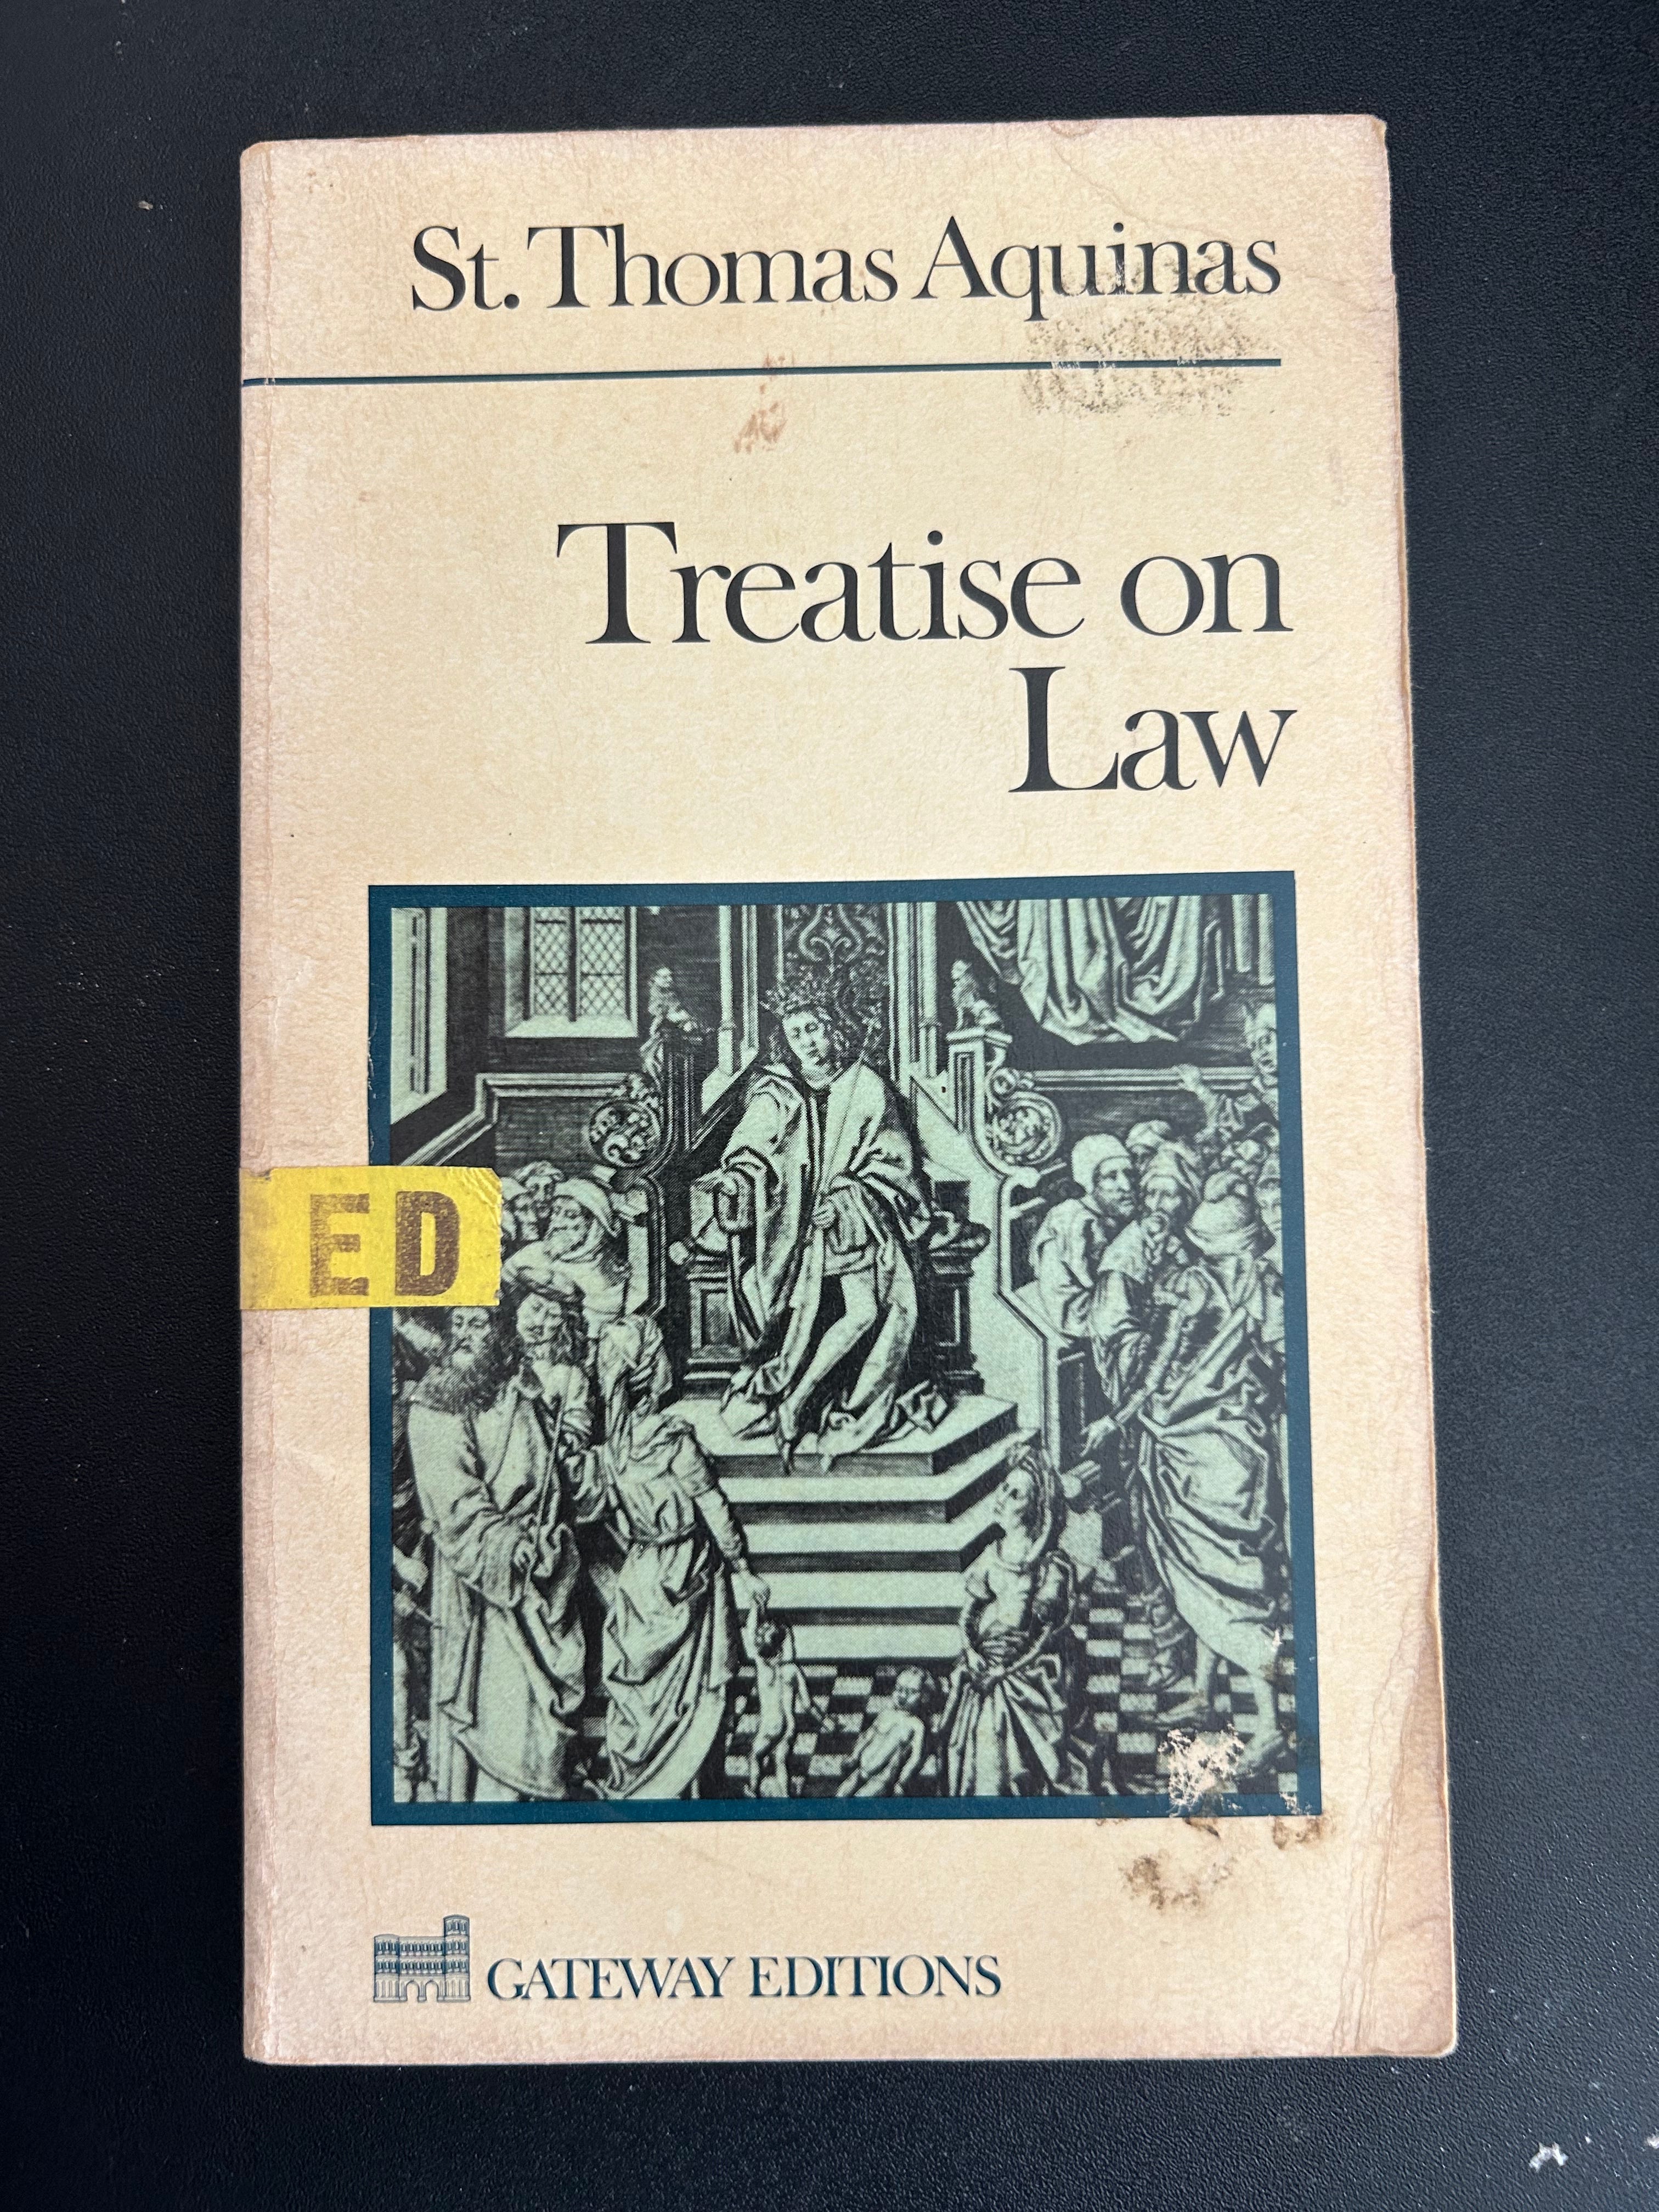 St. Thomas Aquinas
Treatise on
Law
ED
GATEWAY EDITIONS